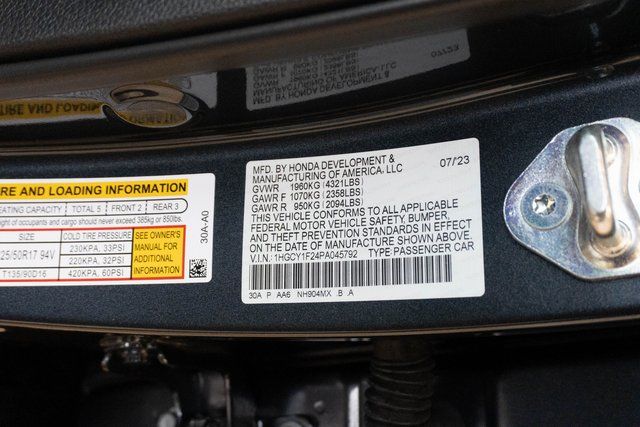 RE AND LOADING INFORMATION
EATING CAPACITY TOTAL 5 FRONT 2 REAR 3
ight of occupants and cargo should never exceed 385kg or 850lbs.
SIZE COLD TIRE PRESSURE SEE OWNER'S MANUAL FOR ADDITIONAL INFORMATION
25/50R17 94V 230KPA, 33PSI
220KPA, 32PSI
T135/90D16 420KPA, 60PSI
30A-A0
MFD. BY HONDA DEVELOPMENT & 07/23
MANUFACTURING OF AMERICA, LLC
GVWR 1960KG (4321LBS)
GAWR F 1070KG (2358LBS)
GAWR R 950KG (2094LBS)
THIS VEHICLE CONFORMS TO ALL APPLICABLE
FEDERAL MOTOR VEHICLE SAFETY, BUMPER,
AND THEFT PREVENTION STANDARDS IN EFFECT
ON THE DATE OF MANUFACTURE SHOWN ABOVE
V.I.N.: 1HGCY1F24PA045792 TYPE:PASSENGER CAR
30A P AA6 NH904MX B A